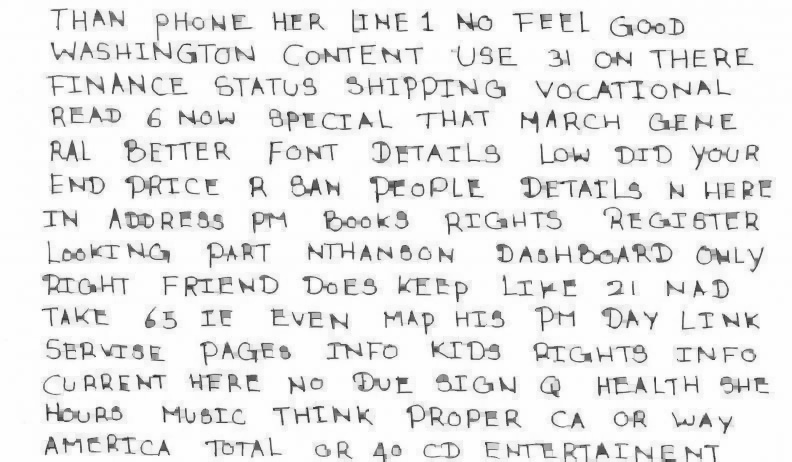 THAN PHONE HER LINE 1 NO FEEL GOOD
WASHINGTON CONTENT USE 31 ON THERE
FINANCE STATUS SHIPPING VOCATIONAL
READ 6 NOW SPECIAL THAT MARCH GENE
RAL BETTER FONT DETAILS LOW DID YOUR
END PRICE R SAN PEOPLE DETAILS N HERE
IN ADDRESS PM BOOKS RIGHTS REGISTER
LOOKING PART NTHANSON DASHBOARD ONLY
RIGHT FRIEND DOES KEEP LIKE 21 NAD
TAKE 65 IE EVEN MAP HIS PM DAY LINK
SERVISE PAGES INFO KIDS RIGHTS INFO
CURRENT HERE NO DUE SIGN Q HEALTH SHE
HOURS MUSIC THINK PROPER CA OR WAY
AMERICA TOTAL OR 40 CD ENTERTAINENT